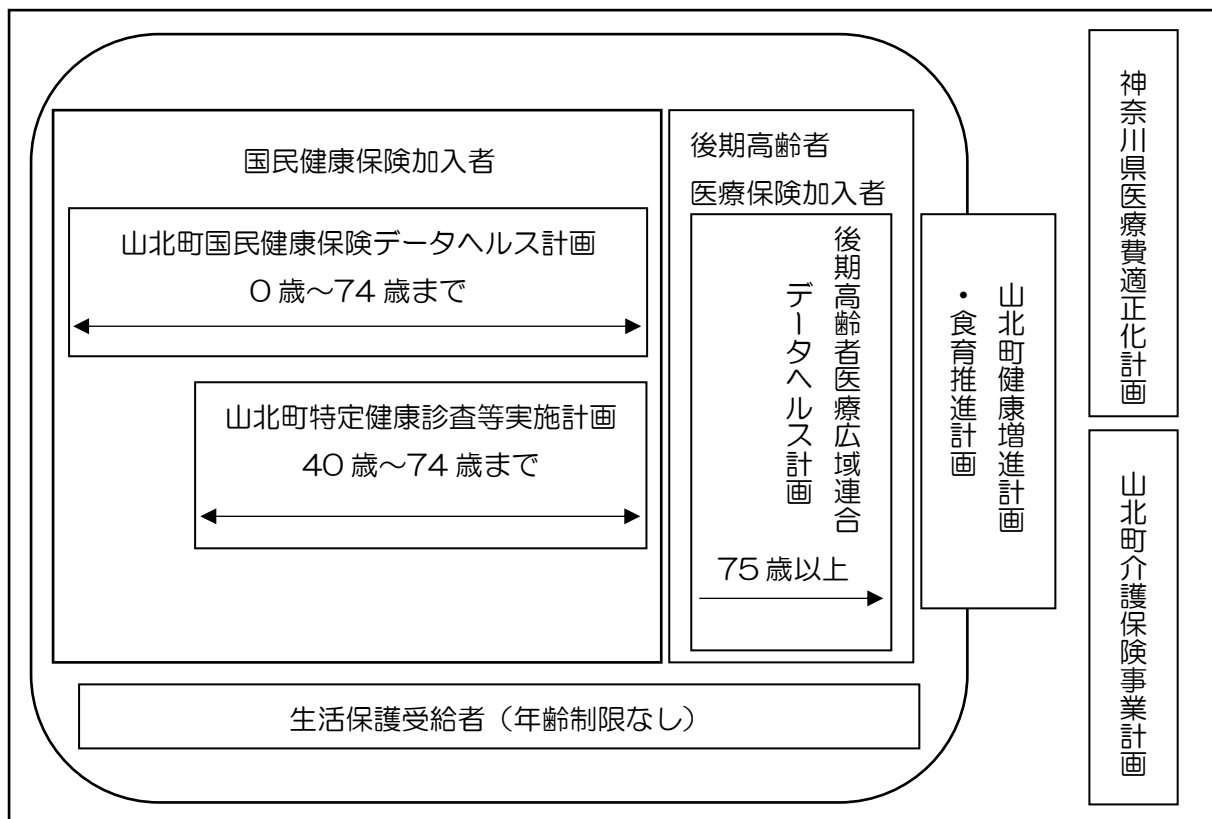 国民健康保険加入者
山北町国民健康保険データヘルス計画
0歳～74歳まで
山北町特定健康診査等実施計画
40歳～74歳まで
後期高齢者
医療保険加入者
後期高齢者医療広域連合
データヘルス計画
75歳以上
生活保護受給者（年齢制限なし）
山北町健康増進計画
・食育推進計画
神奈川県医療費適正化計画
山北町介護保険事業計画